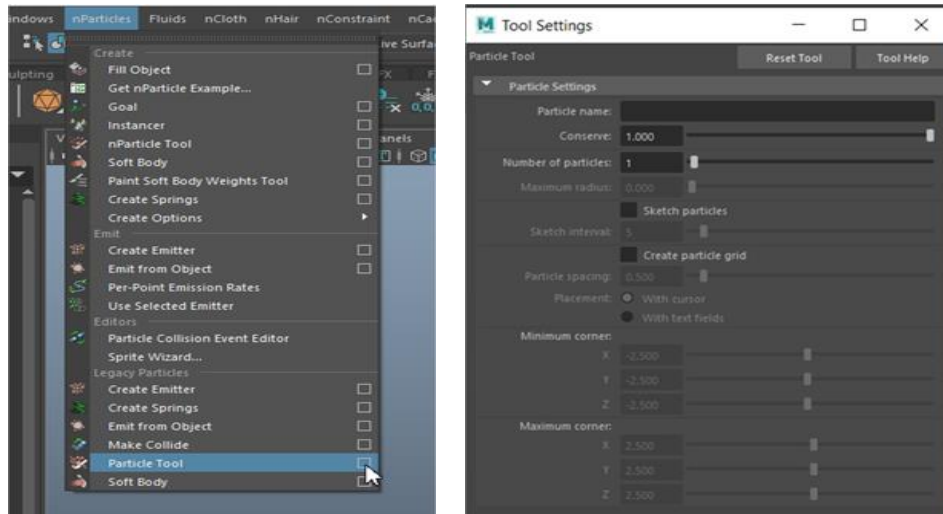 indows nParticles Fluids nCloth nHair nConstraint nCac
ive Surfa
Create
Fill Object
Get nParticle Example...
Goal
Instancer
nParticle Tool
Soft Body
Paint Soft Body Weights Tool
Create Springs
Create Options
Emit
Create Emitter
Emit from Object
Per-Point Emission Rates
Use Selected Emitter
Editors
Particle Collision Event Editor
Sprite Wizard...
Legacy Particles
Create Emitter
Create Springs
Emit from Object
Make Collide
Particle Tool
Soft Body
ulpting
FX
0,0,
anels
M Tool Settings
Particle Tool Reset Tool Tool Help
Particle Settings
Particle name:
Conserve: 1.000
Number of particles: 1
Maximum radius: 0.000
Sketch particles
Sketch interval: 5
Create particle grid
Particle spacing: 0.500
Placement: With cursor
With text fields
Minimum corner:
X -2.500
Y -2.500
Z -2.500
Maximum corner:
X 2.500
Y 2.500
Z 2.500